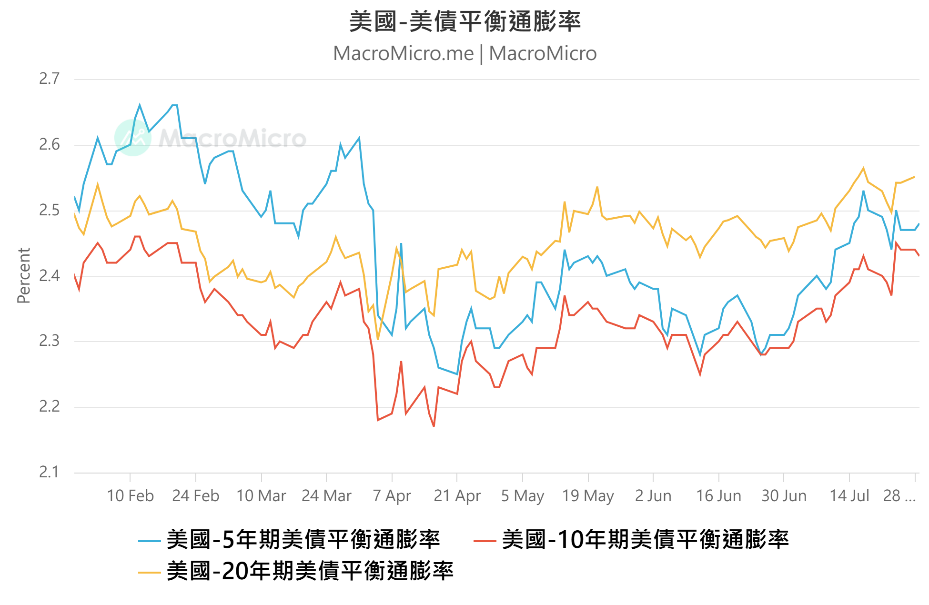 美國-美債平衡通膨率
MacroMicro.me | MacroMicro
2.7
2.6
2.5
2.4
2.3
2.2
2.1
Percent
MacroMicro
10 Feb 24 Feb 10 Mar 24 Mar 7 Apr 21 Apr 5 May 19 May 2 Jun 16 Jun 30 Jun 14 Jul 28 ...
美國-5年期美債平衡通膨率 美國-10年期美債平衡通膨率
美國-20年期美債平衡通膨率